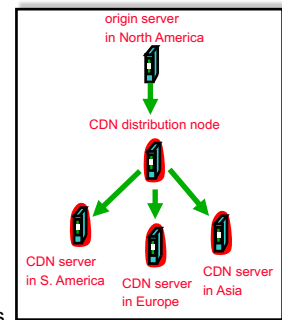 origin server
in North America
CDN distribution node
CDN server
in S. America
CDN server
in Europe
CDN server
in Asia
s